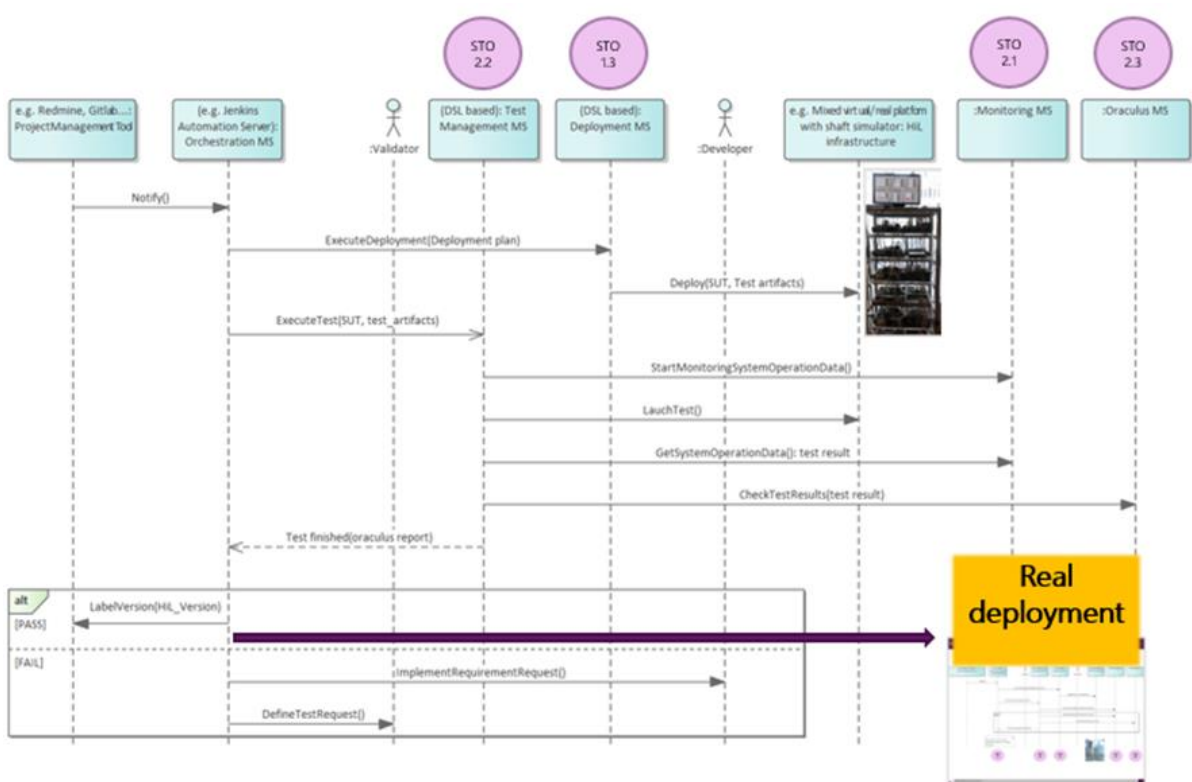 STO
2.2
STO
1.3
STO
2.1
STO
2.3
e.g. Redmine, Gitlab...:
ProjectManagement Tool
(e.g. Jenkins
Automation Server):
Orchestration MS
:Validator
(DSL based): Test
Management MS
(DSL based):
Deployment MS
:Developer
e.g. Mixed virtual/real platform
with shaft simulator: HiL
infrastructure
:Monitoring MS
:Oraculus MS
Notify()
ExecuteDeployment(Deployment plan)
Deploy(SUT, Test artifacts)
ExecuteTest(SUT, test_artifacts)
StartMonitoringSystemOperationData()
LauchTest()
GetSystemOperationData(): test result
CheckTestResults(test result)
Test finished(oraculus report)
alt
LabelVersion(HiL_Version)
[PASS]
Real
deployment
[FAIL]
ImplementRequirementRequest()
DefineTestRequest()